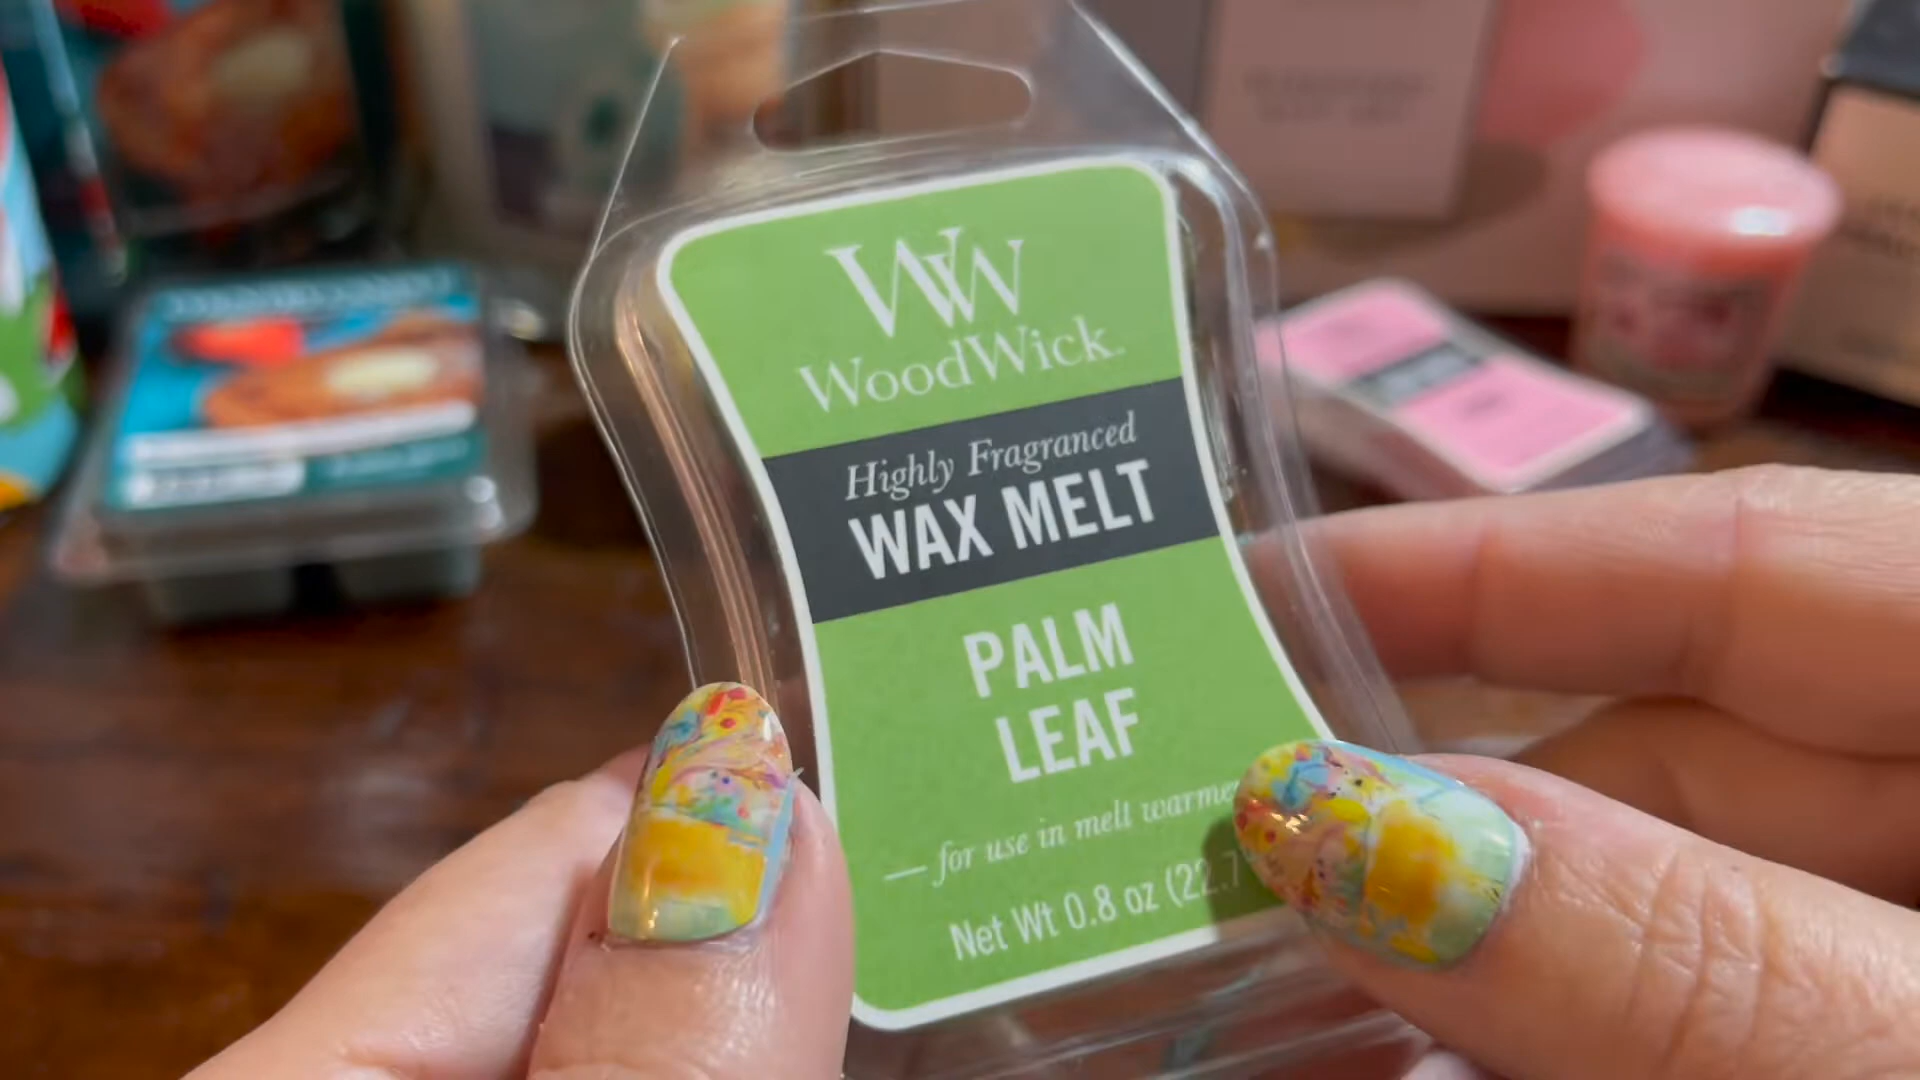 WW
WoodWick
Highly Fragranced
WAX MELT
PALM
LEAF
— for use in melt
Net Wt 0.8 oz (22.7